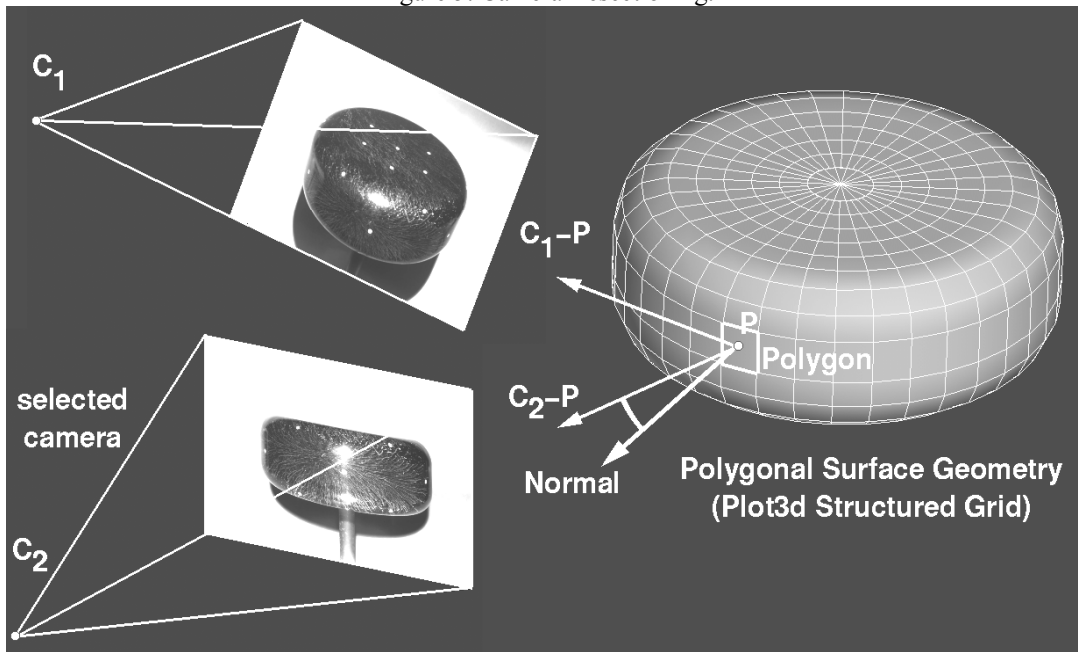 C1
C1–P
P
Polygon
selected
camera
C2–P
Normal
Polygonal Surface Geometry
(Plot3d Structured Grid)
C2